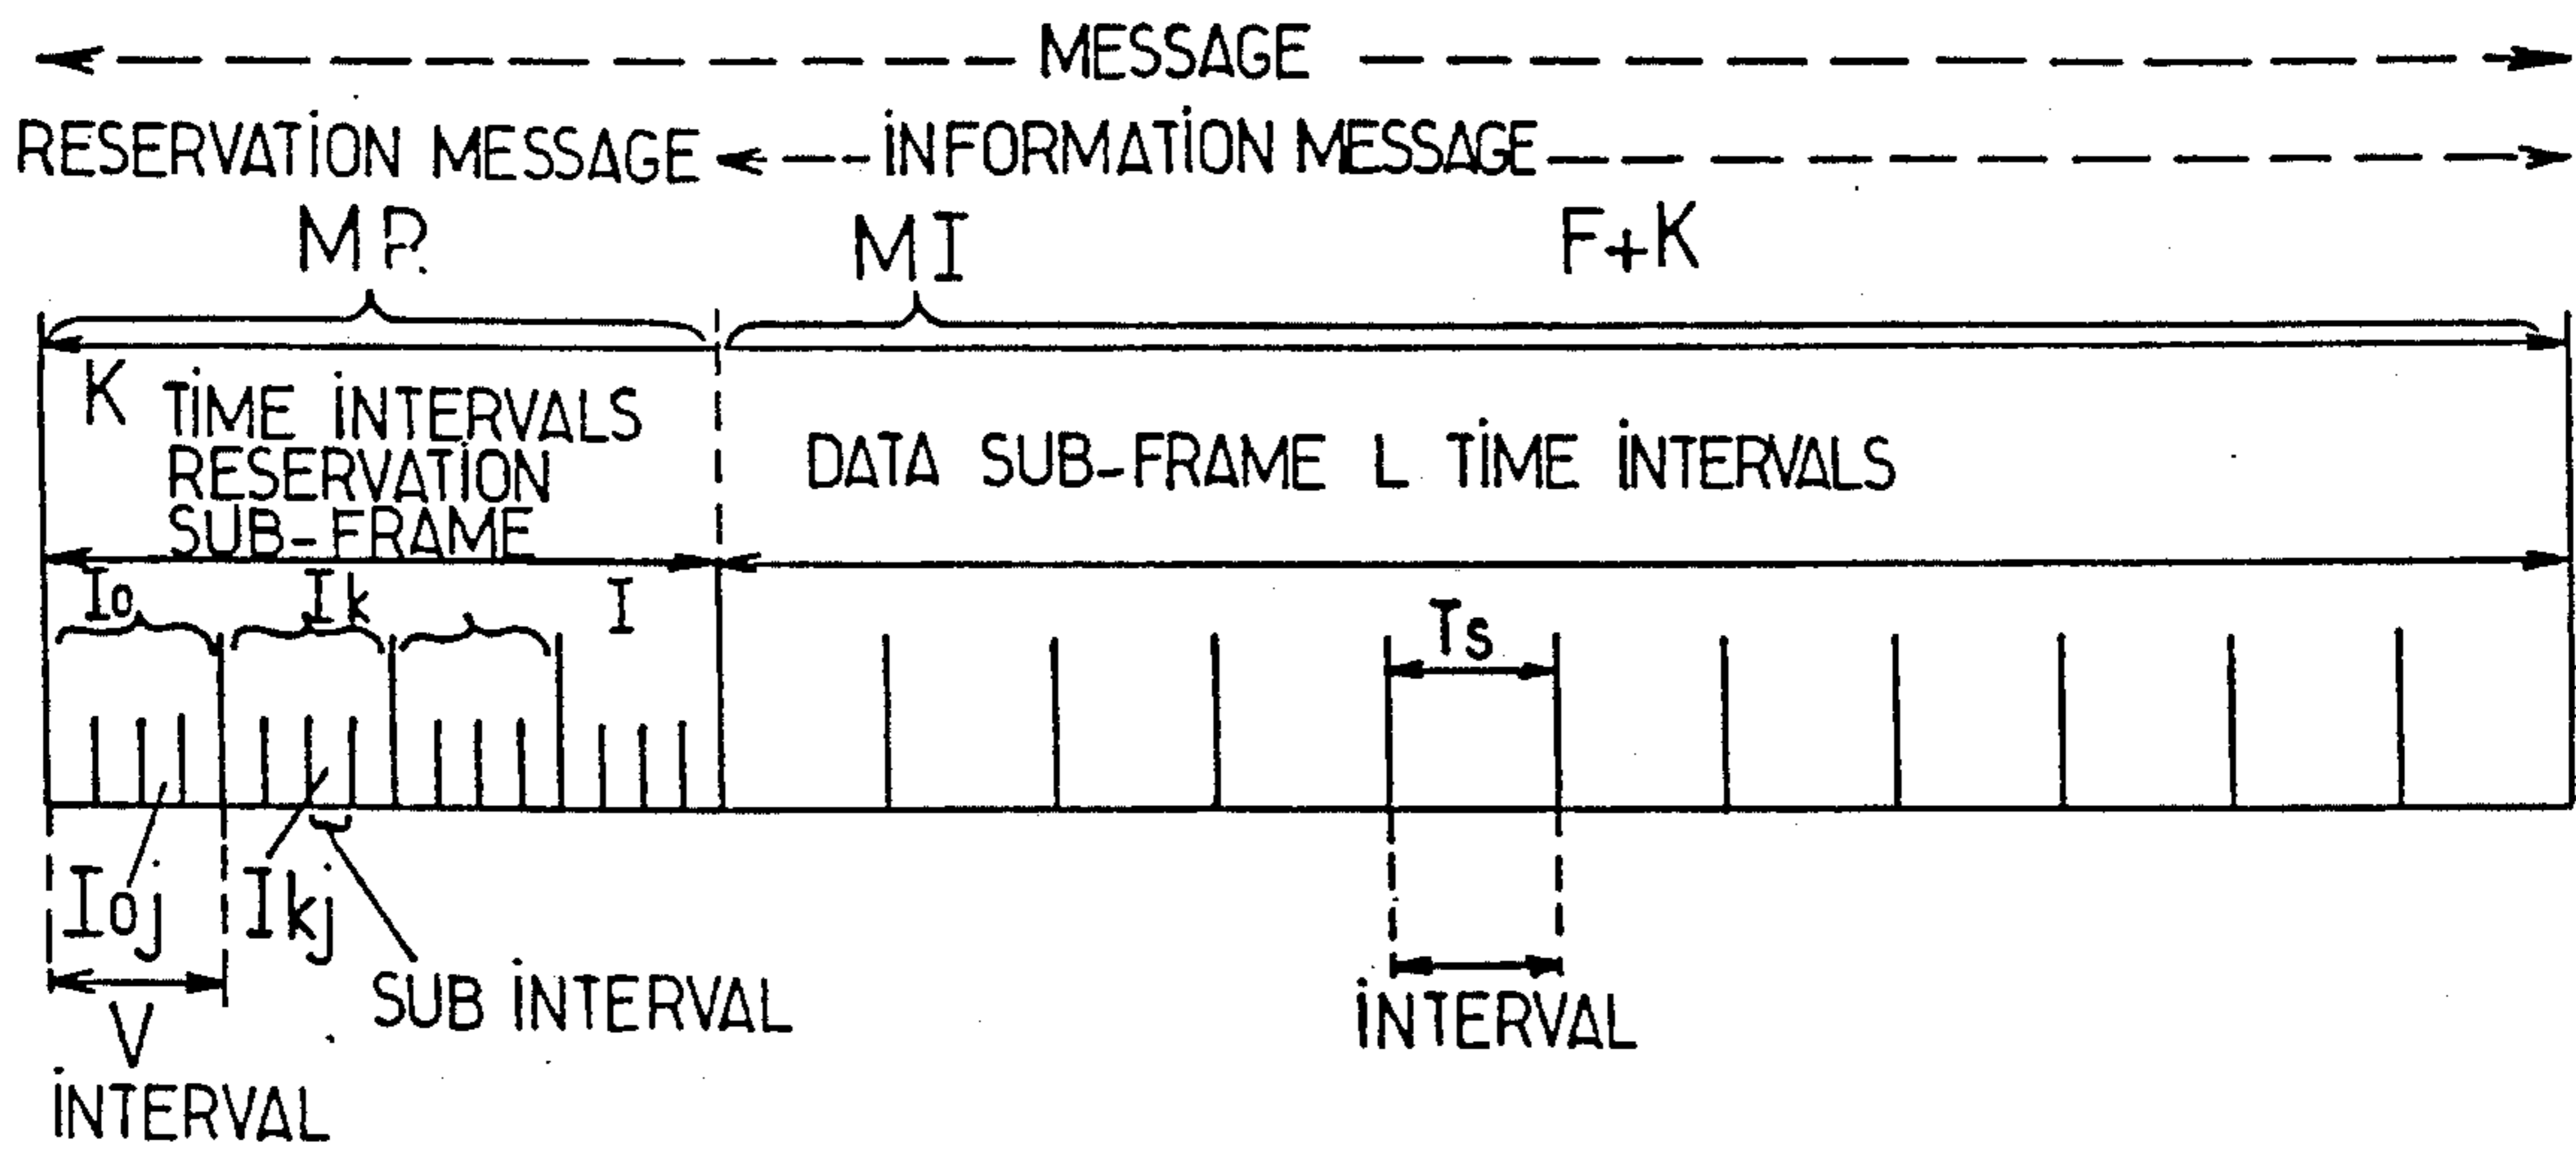 MESSAGE
RESERVATION MESSAGE INFORMATION MESSAGE
MR MI F+K
K TIME INTERVALS
RESERVATION
SUB-FRAME
DATA SUB-FRAME L TIME INTERVALS
Io Ik I
Ts
Ioj Ikj
SUB INTERVAL
V
INTERVAL
INTERVAL